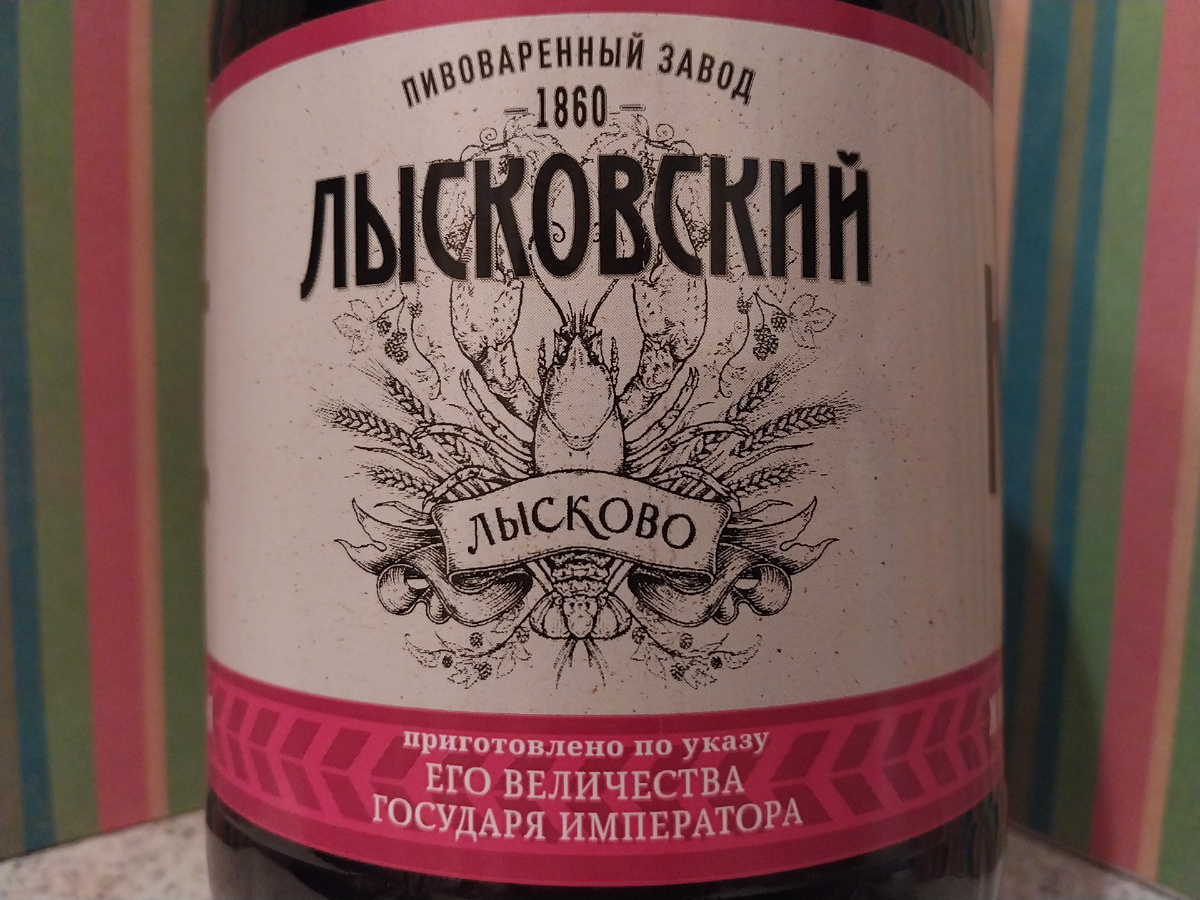 ПИВОВАРЕННЫЙ ЗАВОД
1860
ЛЫСКОВСКИЙ
ЛЫСКОВО
приготовлено по указу
ЕГО ВЕЛИЧЕСТВА
ГОСУДАРЯ ИМПЕРАТОРА